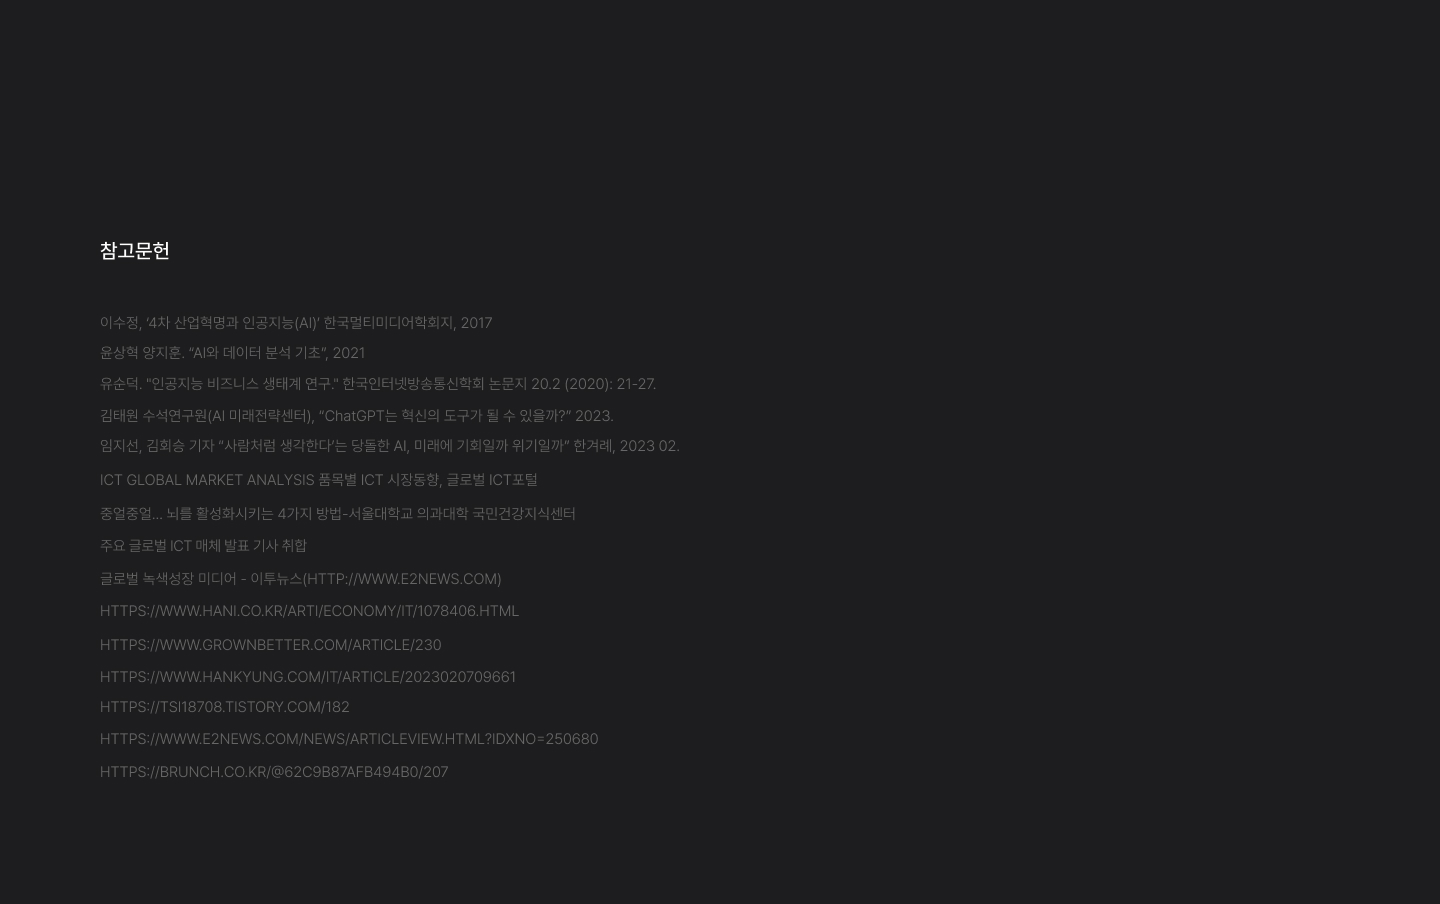 참고문헌
이수정, ‘4차 산업혁명과 인공지능(AI)’ 한국멀티미디어학회지, 2017
윤상혁 양지훈. “AI와 데이터 분석 기초”, 2021
유순덕. "인공지능 비즈니스 생태계 연구." 한국인터넷방송통신학회 논문지 20.2 (2020): 21-27.
김태원 수석연구원(AI 미래전략센터), “ChatGPT는 혁신의 도구가 될 수 있을까?” 2023.
임지선, 김회승 기자 “사람처럼 생각한다’는 당돌한 AI, 미래에 기회일까 위기일까” 한겨레, 2023 02.
ICT GLOBAL MARKET ANALYSIS 품목별 ICT 시장동향, 글로벌 ICT포털
중얼중얼... 뇌를 활성화시키는 4가지 방법-서울대학교 의과대학 국민건강지식센터
주요 글로벌 ICT 매체 발표 기사 취합
글로벌 녹색성장 미디어 - 이투뉴스(HTTP://WWW.E2NEWS.COM)
HTTPS://WWW.HANI.CO.KR/ARTI/ECONOMY/IT/1078406.HTML
HTTPS://WWW.GROWNBETTER.COM/ARTICLE/230
HTTPS://WWW.HANKYUNG.COM/IT/ARTICLE/2023020709661
HTTPS://TSI18708.TISTORY.COM/182
HTTPS://WWW.E2NEWS.COM/NEWS/ARTICLEVIEW.HTML?IDXNO=250680
HTTPS://BRUNCH.CO.KR/@62C9B87AFB494B0/207